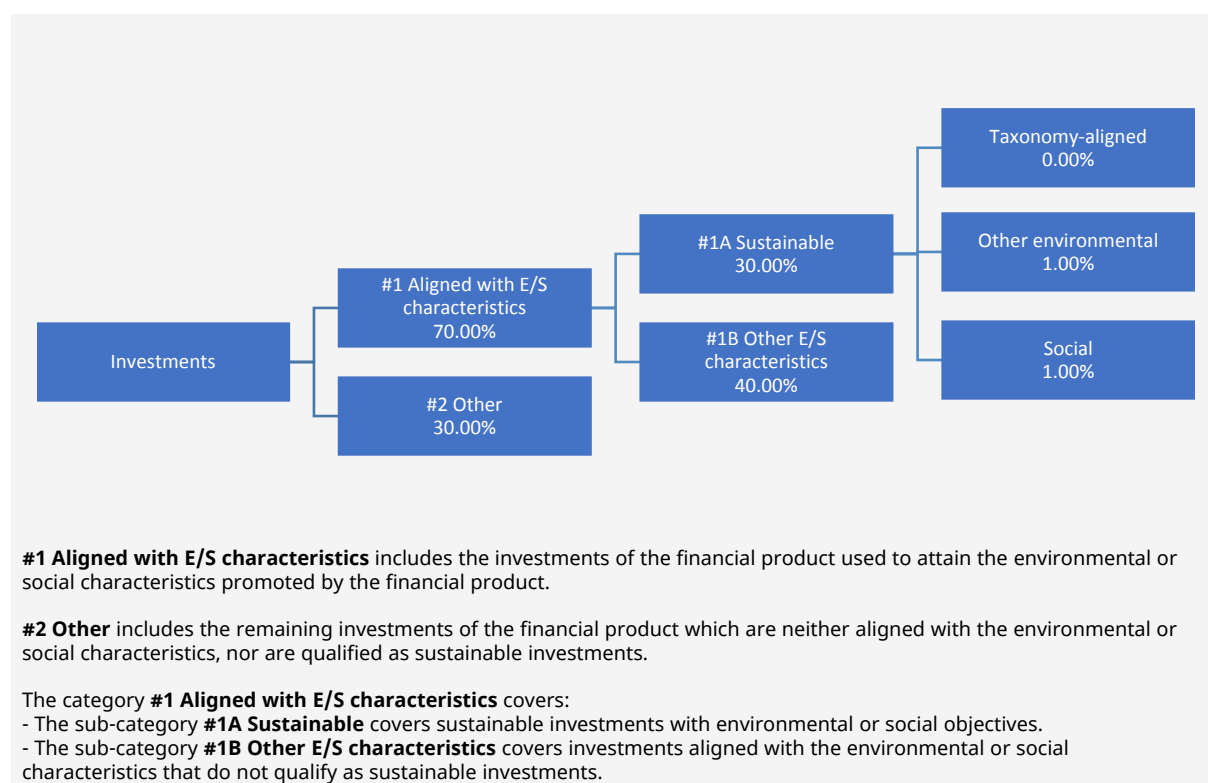 Investments
#1 Aligned with E/S
characteristics
70.00%
#2 Other
30.00%
#1A Sustainable
30.00%
#1B Other E/S
characteristics
40.00%
Taxonomy-aligned
0.00%
Other environmental
1.00%
Social
1.00%
#1 Aligned with E/S characteristics includes the investments of the financial product used to attain the environmental or
social characteristics promoted by the financial product.
#2 Other includes the remaining investments of the financial product which are neither aligned with the environmental or
social characteristics, nor are qualified as sustainable investments.
The category #1 Aligned with E/S characteristics covers:
- The sub-category #1A Sustainable covers sustainable investments with environmental or social objectives.
- The sub-category #1B Other E/S characteristics covers investments aligned with the environmental or social
characteristics that do not qualify as sustainable investments.